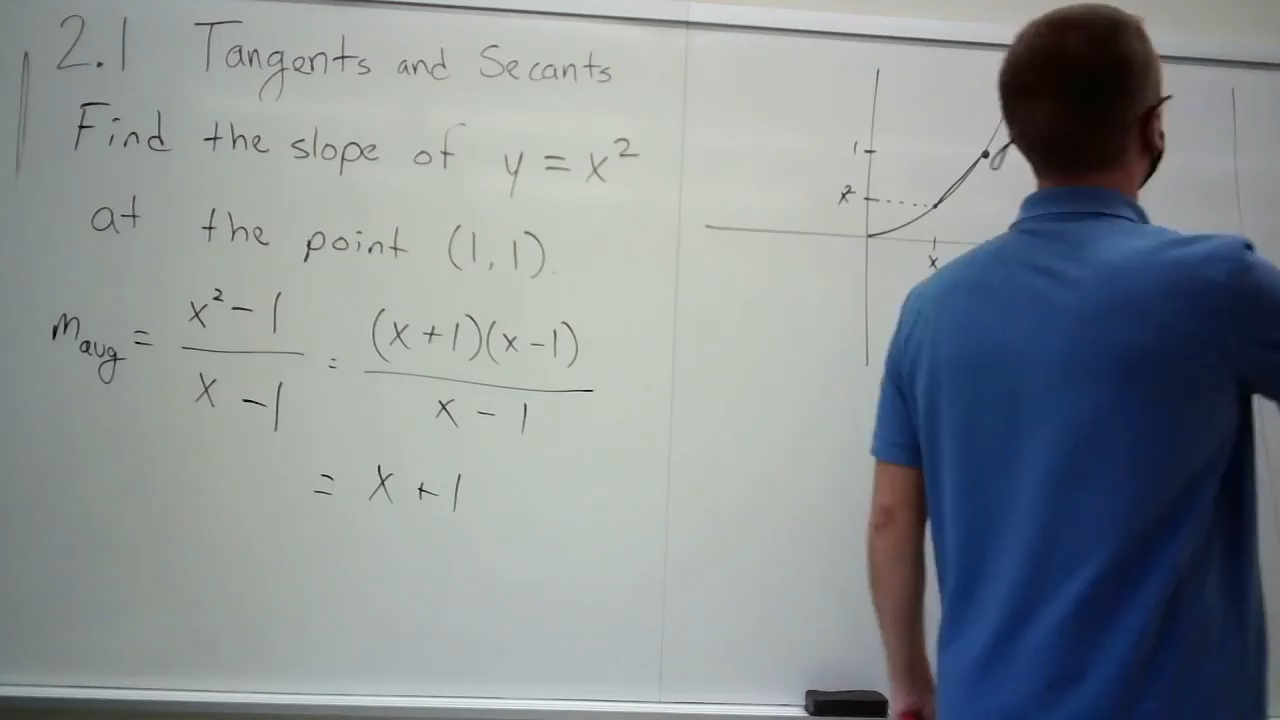 2.1 Tangents and Secants
Find the slope of y = x²
at the point (1,1).
m_avg = (x² - 1)/(x - 1) = ((x+1)(x-1))/(x - 1)
= x + 1
1
x²
x